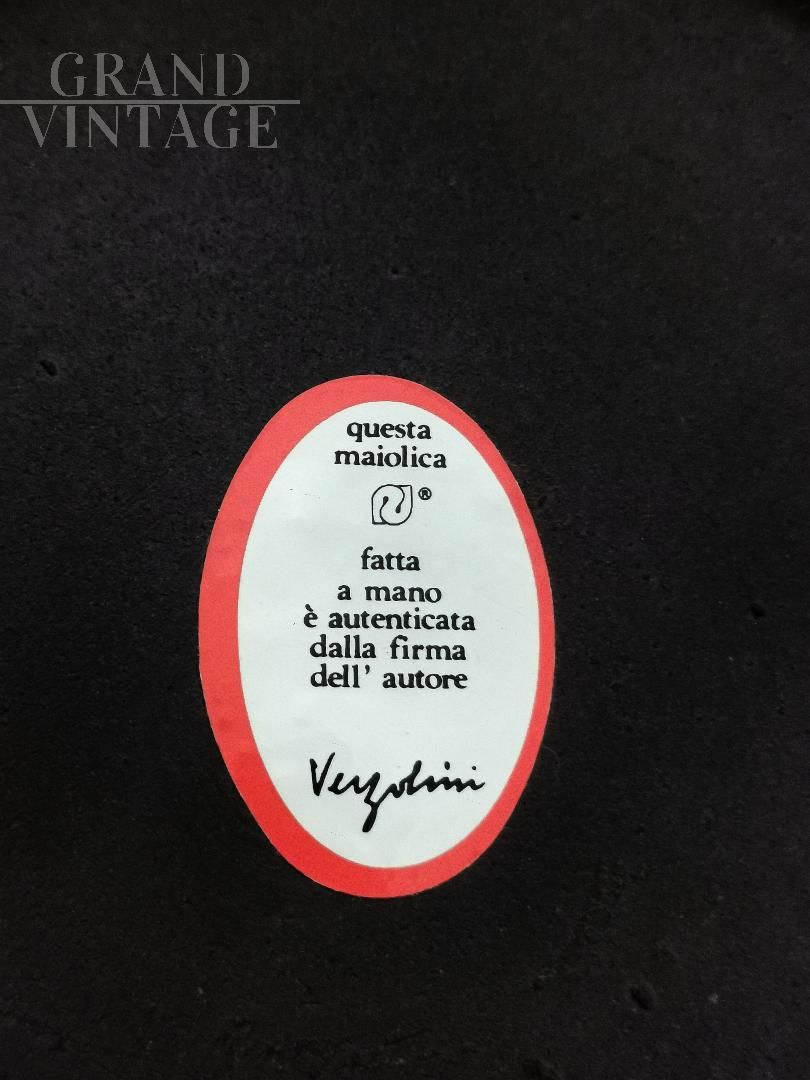 GRAND
VINTAGE
questa
maiolica
®
fatta
a mano
è autenticata
dalla firma
dell' autore
Vergolini